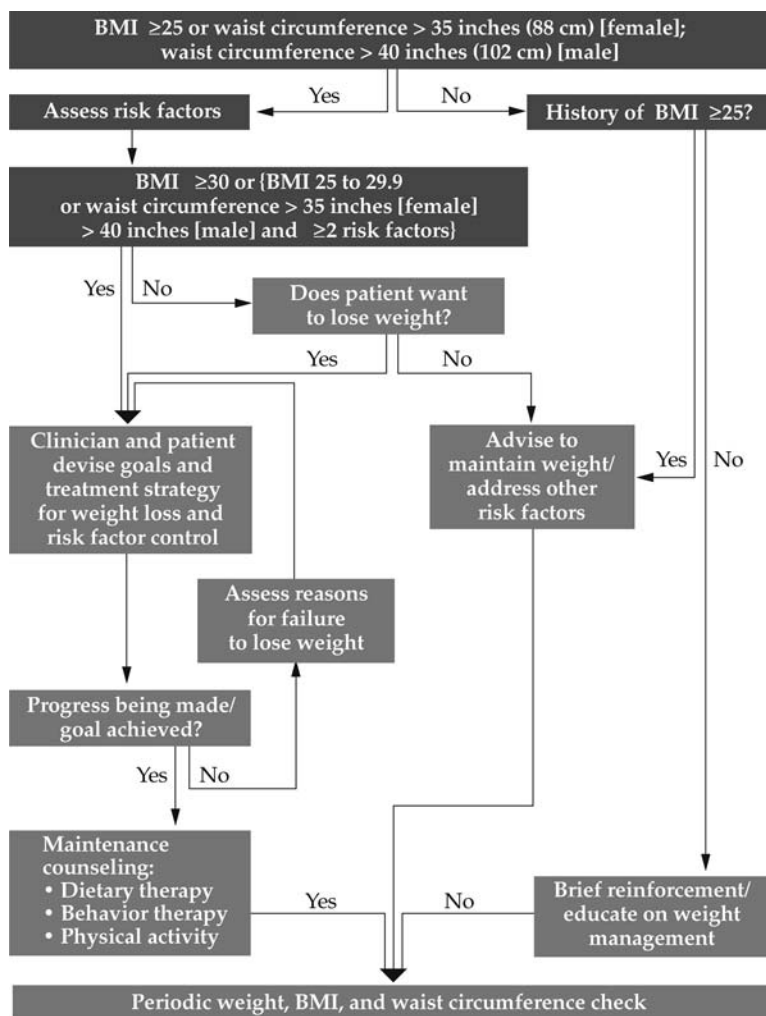 BMI ≥25 or waist circumference > 35 inches (88 cm) [female];
waist circumference > 40 inches (102 cm) [male]
Yes
No
Assess risk factors
History of BMI ≥25?
BMI ≥30 or {BMI 25 to 29.9
or waist circumference > 35 inches [female]
> 40 inches [male] and ≥2 risk factors}
Yes
No
Does patient want
to lose weight?
Yes
No
Clinician and patient
devise goals and
treatment strategy
for weight loss and
risk factor control
Advise to
maintain weight/
address other
risk factors
Yes
No
Assess reasons
for failure
to lose weight
Progress being made/
goal achieved?
Yes
No
Maintenance
counseling:
• Dietary therapy
• Behavior therapy
• Physical activity
Yes
No
Brief reinforcement/
educate on weight
management
Periodic weight, BMI, and waist circumference check